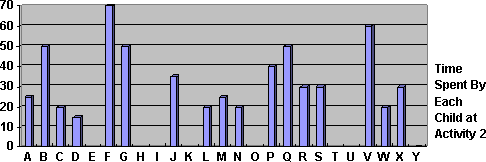 70
60
50
40
30
20
10
0
A B C D E F G H I J K L M N O P Q R S T U V W X Y
Time
Spent By
Each
Child at
Activity 2